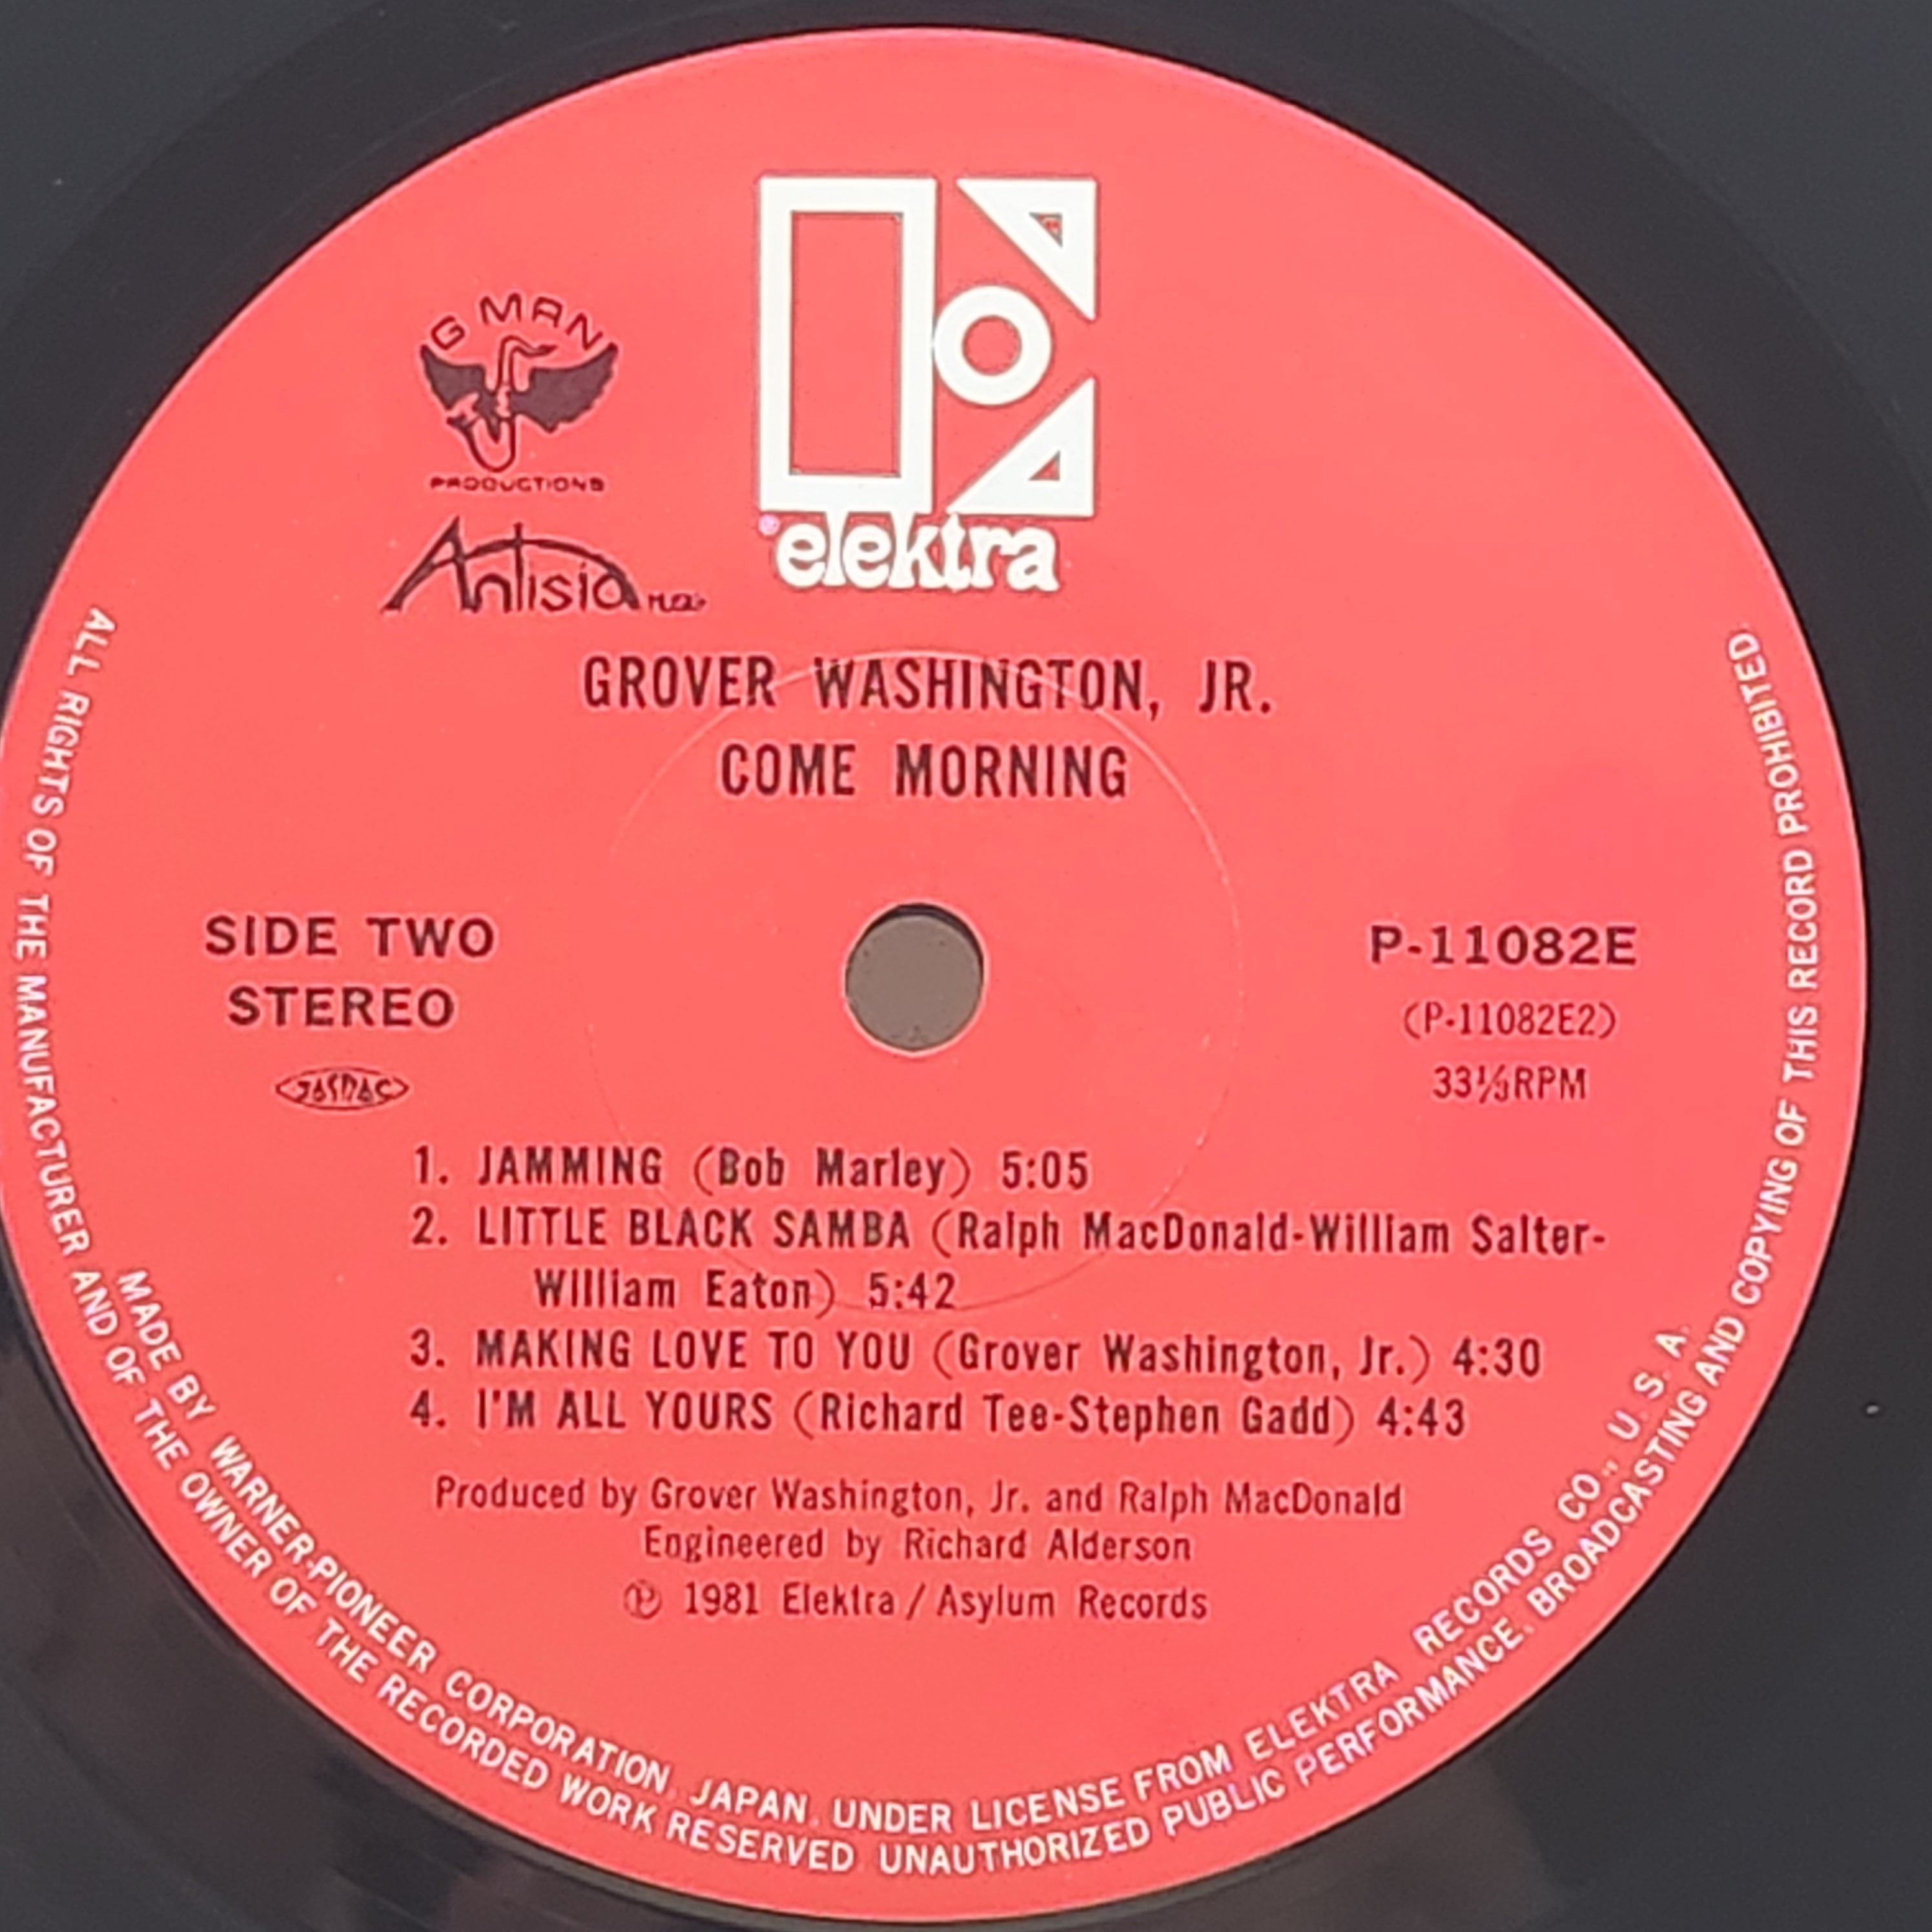 G MAN
PRODUCTIONS
Antisia
elektra
GROVER WASHINGTON, JR.
COME MORNING
SIDE TWO
STEREO
JASRAC
P-11082E
(P-11082E2)
33⅓RPM
1. JAMMING (Bob Marley) 5:05
2. LITTLE BLACK SAMBA (Ralph MacDonald-William Salter-
William Eaton) 5:42
3. MAKING LOVE TO YOU (Grover Washington, Jr.) 4:30
4. I'M ALL YOURS (Richard Tee-Stephen Gadd) 4:43
Produced by Grover Washington, Jr. and Ralph MacDonald
Engineered by Richard Alderson
Ⓟ 1981 Elektra / Asylum Records
MADE BY WARNER-PIONEER CORPORATION, JAPAN, UNDER LICENSE FROM ELEKTRA RECORDS CO., U. S. A.
ALL RIGHTS OF THE MANUFACTURER AND OF THE OWNER OF THE RECORDED WORK RESERVED UNAUTHORIZED PUBLIC PERFORMANCE, BROADCASTING AND COPYING OF THIS RECORD PROHIBITED.